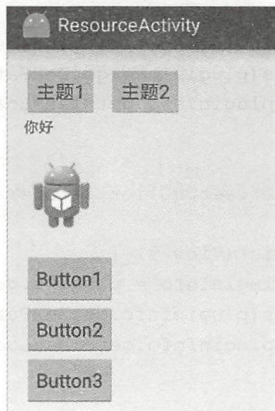 ResourceActivity
主题1 主题2
你好
Button1
Button2
Button3